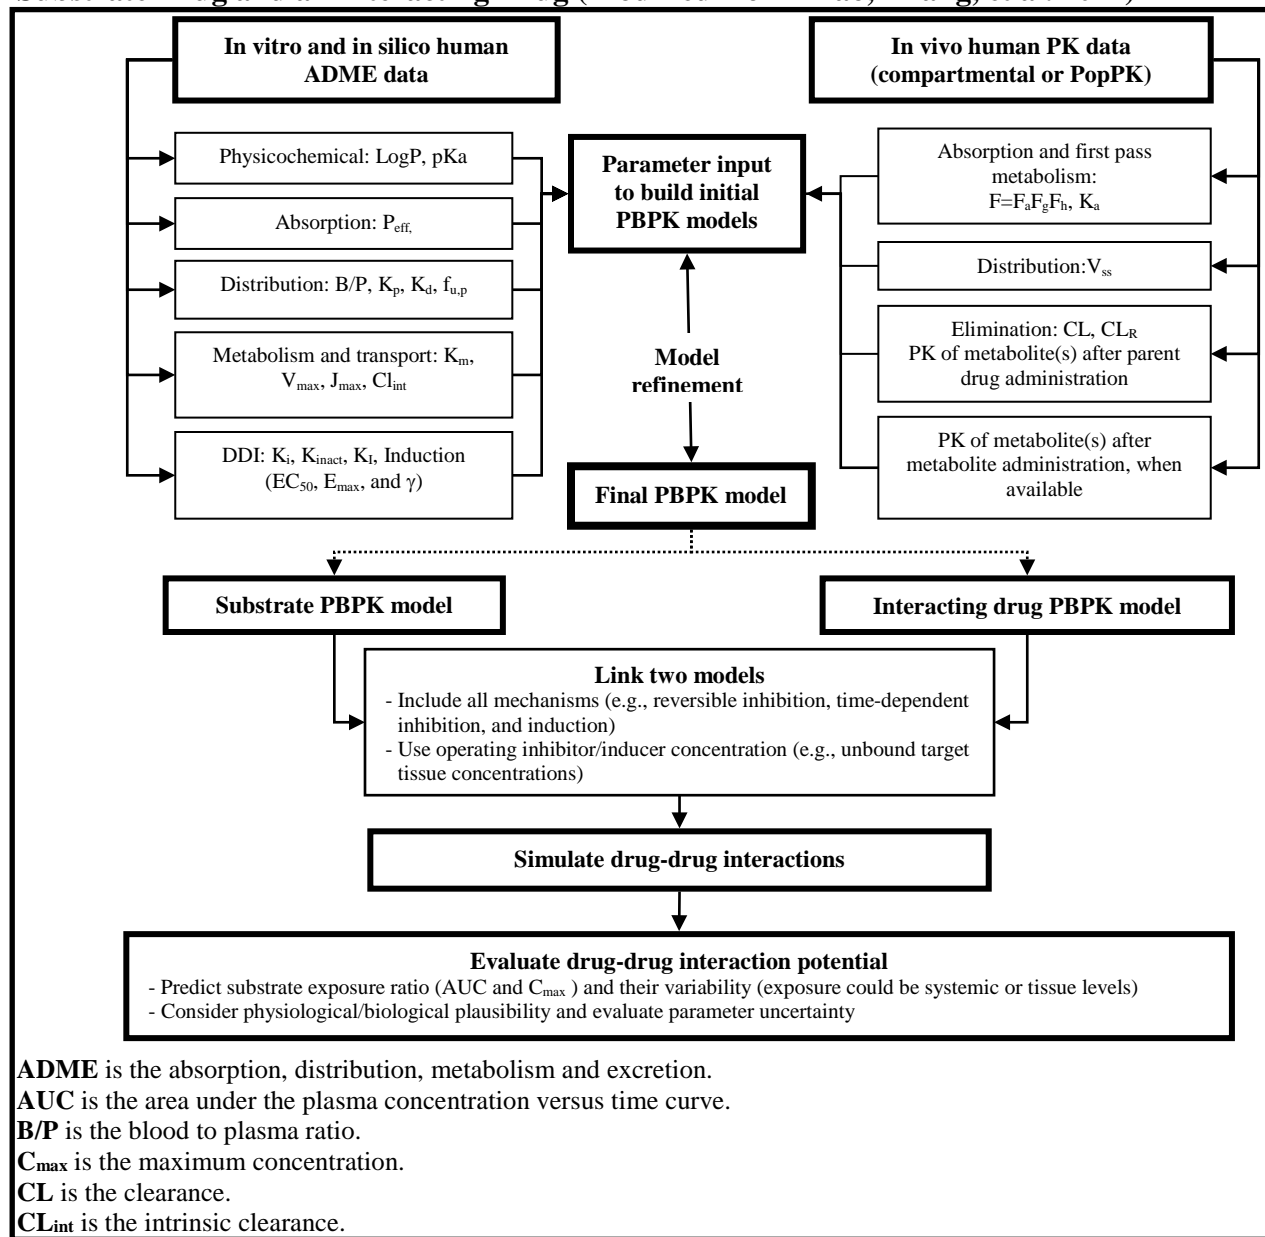 In vitro and in silico human
ADME data
In vivo human PK data
(compartmental or PopPK)
Physicochemical: LogP, pKa
Absorption: Peff,
Distribution: B/P, Kp, Kd, fu,p
Metabolism and transport: Km,
Vmax, Jmax, Clint
DDI: Ki, Kinact, KI, Induction
(EC50, Emax, and γ)
Parameter input
to build initial
PBPK models
Model
refinement
Final PBPK model
Absorption and first pass
metabolism:
F=FaFgFh, Ka
Distribution:Vss
Elimination: CL, CLR
PK of metabolite(s) after parent
drug administration
PK of metabolite(s) after
metabolite administration, when
available
Substrate PBPK model
Interacting drug PBPK model
Link two models
- Include all mechanisms (e.g., reversible inhibition, time-dependent
inhibition, and induction)
- Use operating inhibitor/inducer concentration (e.g., unbound target
tissue concentrations)
Simulate drug-drug interactions
Evaluate drug-drug interaction potential
- Predict substrate exposure ratio (AUC and Cmax ) and their variability (exposure could be systemic or tissue levels)
- Consider physiological/biological plausibility and evaluate parameter uncertainty
ADME is the absorption, distribution, metabolism and excretion.
AUC is the area under the plasma concentration versus time curve.
B/P is the blood to plasma ratio.
Cmax is the maximum concentration.
CL is the clearance.
CLint is the intrinsic clearance.